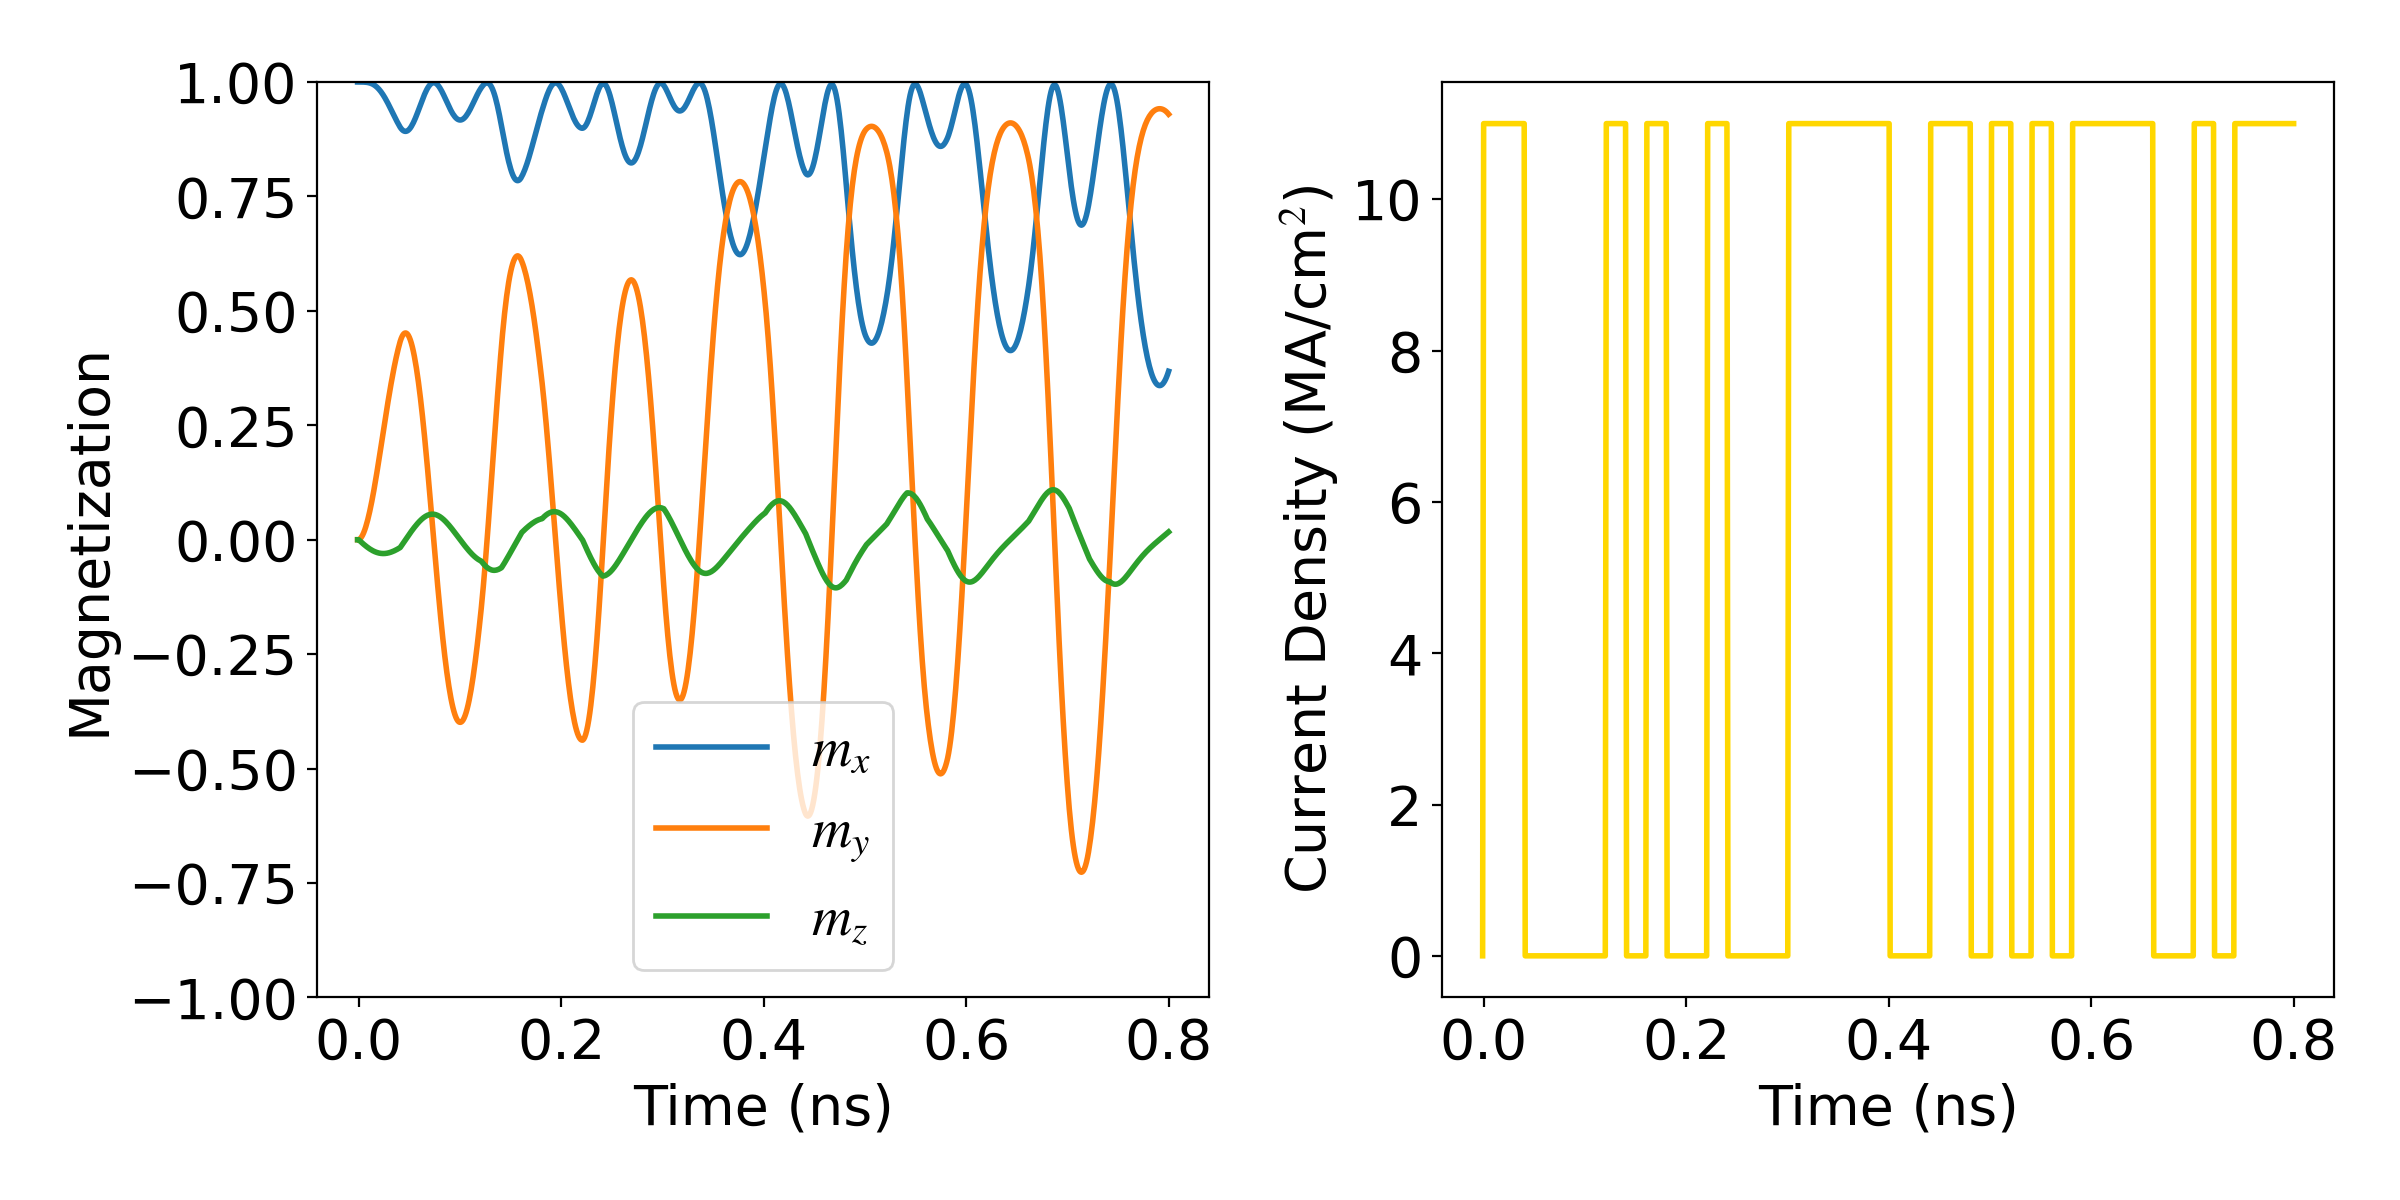 1.00
0.75
0.50
0.25
0.00
−0.25
−0.50
−0.75
−1.00
Magnetization
0.0 0.2 0.4 0.6 0.8
Time (ns)
m_x
m_y
m_z
10
8
6
4
2
0
Current Density (MA/cm²)
0.0 0.2 0.4 0.6 0.8
Time (ns)